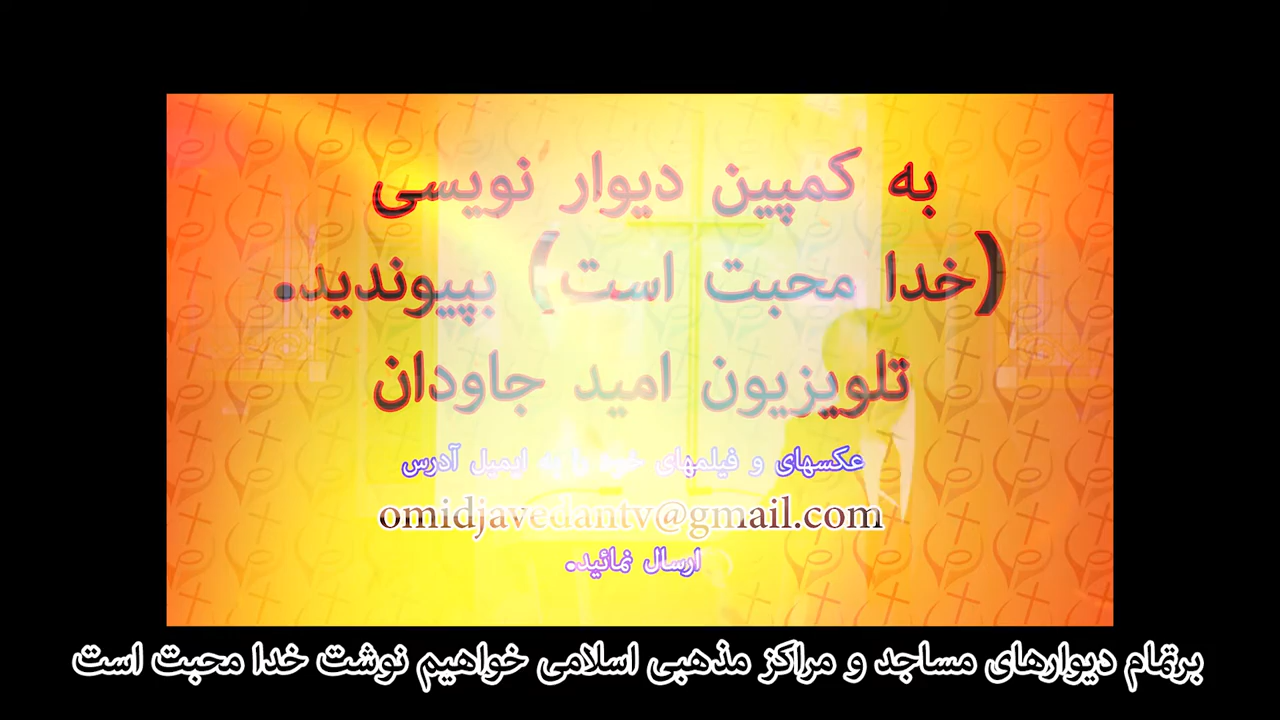 به کمپین دیوار نویسی
(خدا محبت است) بپیوندید.
تلویزیون امید جاودان
عکسهای و فیلمهای خود را به ایمیل آدرس
omidjavedantv@gmail.com
ارسال نمائید.
برتمام دیوارهای مساجد و مراکز مذهبی اسلامی خواهیم نوشت خدا محبت است